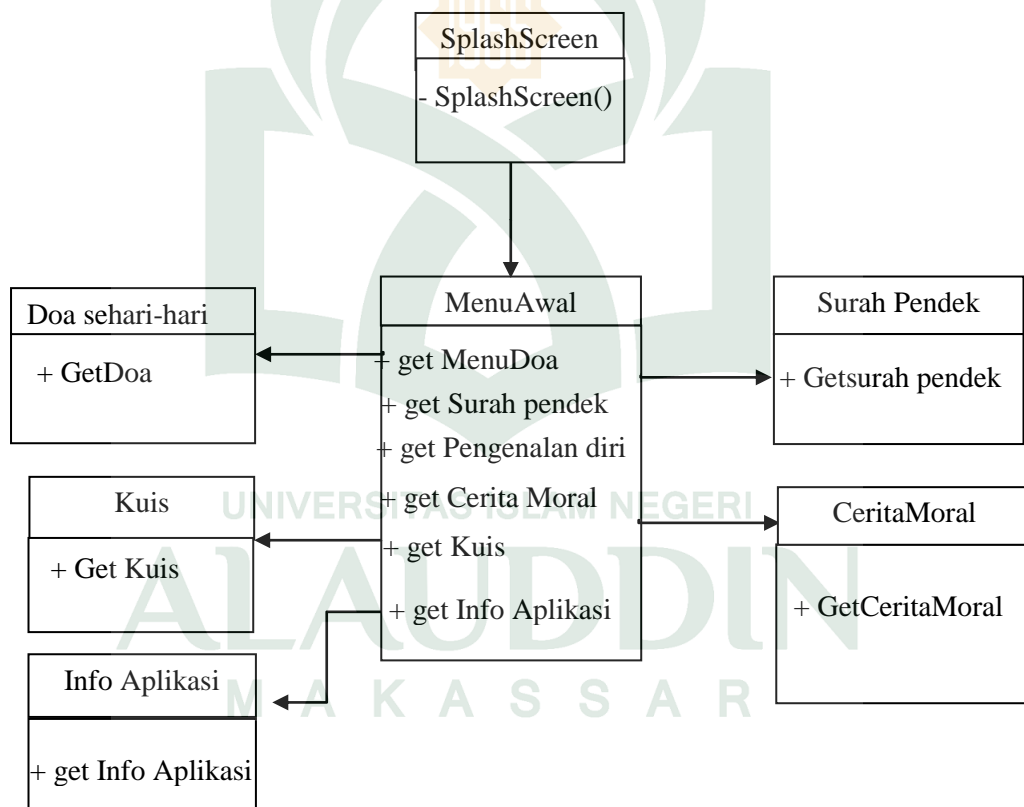 1965
SplashScreen
- SplashScreen()
MenuAwal
+ get MenuDoa
+ get Surah pendek
+ get Pengenalan diri
+ get Cerita Moral
+ get Kuis
+ get Info Aplikasi
Doa sehari-hari
+ GetDoa
Surah Pendek
+ Getsurah pendek
Kuis
+ Get Kuis
CeritaMoral
+ GetCeritaMoral
Info Aplikasi
+ get Info Aplikasi
UNIVERSITAS ISLAM NEGERI
ALAUDDIN
MAKASSAR